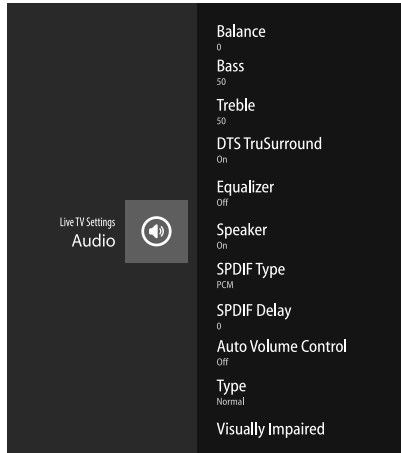 Live TV Settings
Audio
Balance
0
Bass
50
Treble
50
DTS TruSurround
On
Equalizer
Off
Speaker
On
SPDIF Type
PCM
SPDIF Delay
0
Auto Volume Control
Off
Type
Normal
Visually Impaired